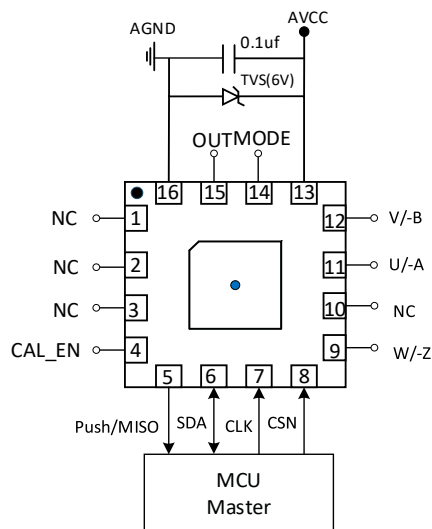 AGND
AVCC
0.1uf
TVS(6V)
OUT MODE
16 15 14 13
NC 1
12 V/-B
NC 2
11 U/-A
NC 3
10 NC
CAL_EN 4
9 W/-Z
5 6 7 8
Push/MISO SDA CLK CSN
MCU
Master